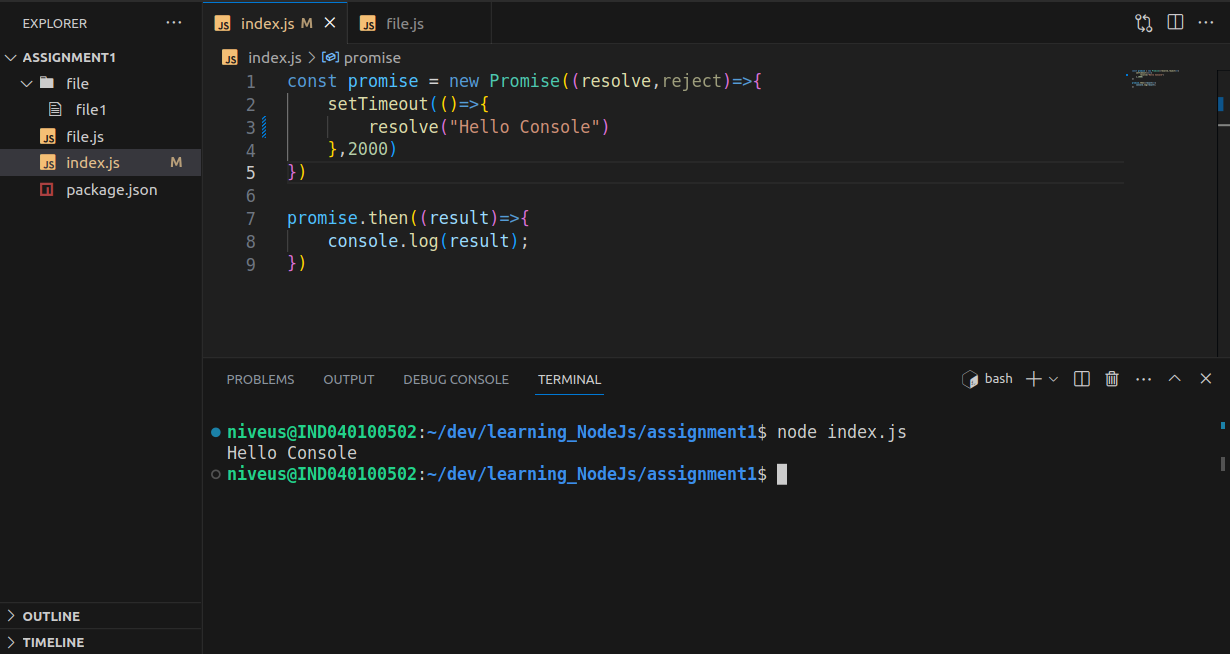 EXPLORER
ASSIGNMENT1
file
file1
file.js
index.js M
package.json
OUTLINE
TIMELINE
index.js M
file.js
index.js > promise
1 const promise = new Promise((resolve,reject)=>{
2 setTimeout(()=>{
3 resolve("Hello Console")
4 },2000)
5 })
6
7 promise.then((result)=>{
8 console.log(result);
9 })
PROBLEMS OUTPUT DEBUG CONSOLE TERMINAL
bash
niveus@IND040100502:~/dev/learning_NodeJs/assignment1$ node index.js
Hello Console
niveus@IND040100502:~/dev/learning_NodeJs/assignment1$